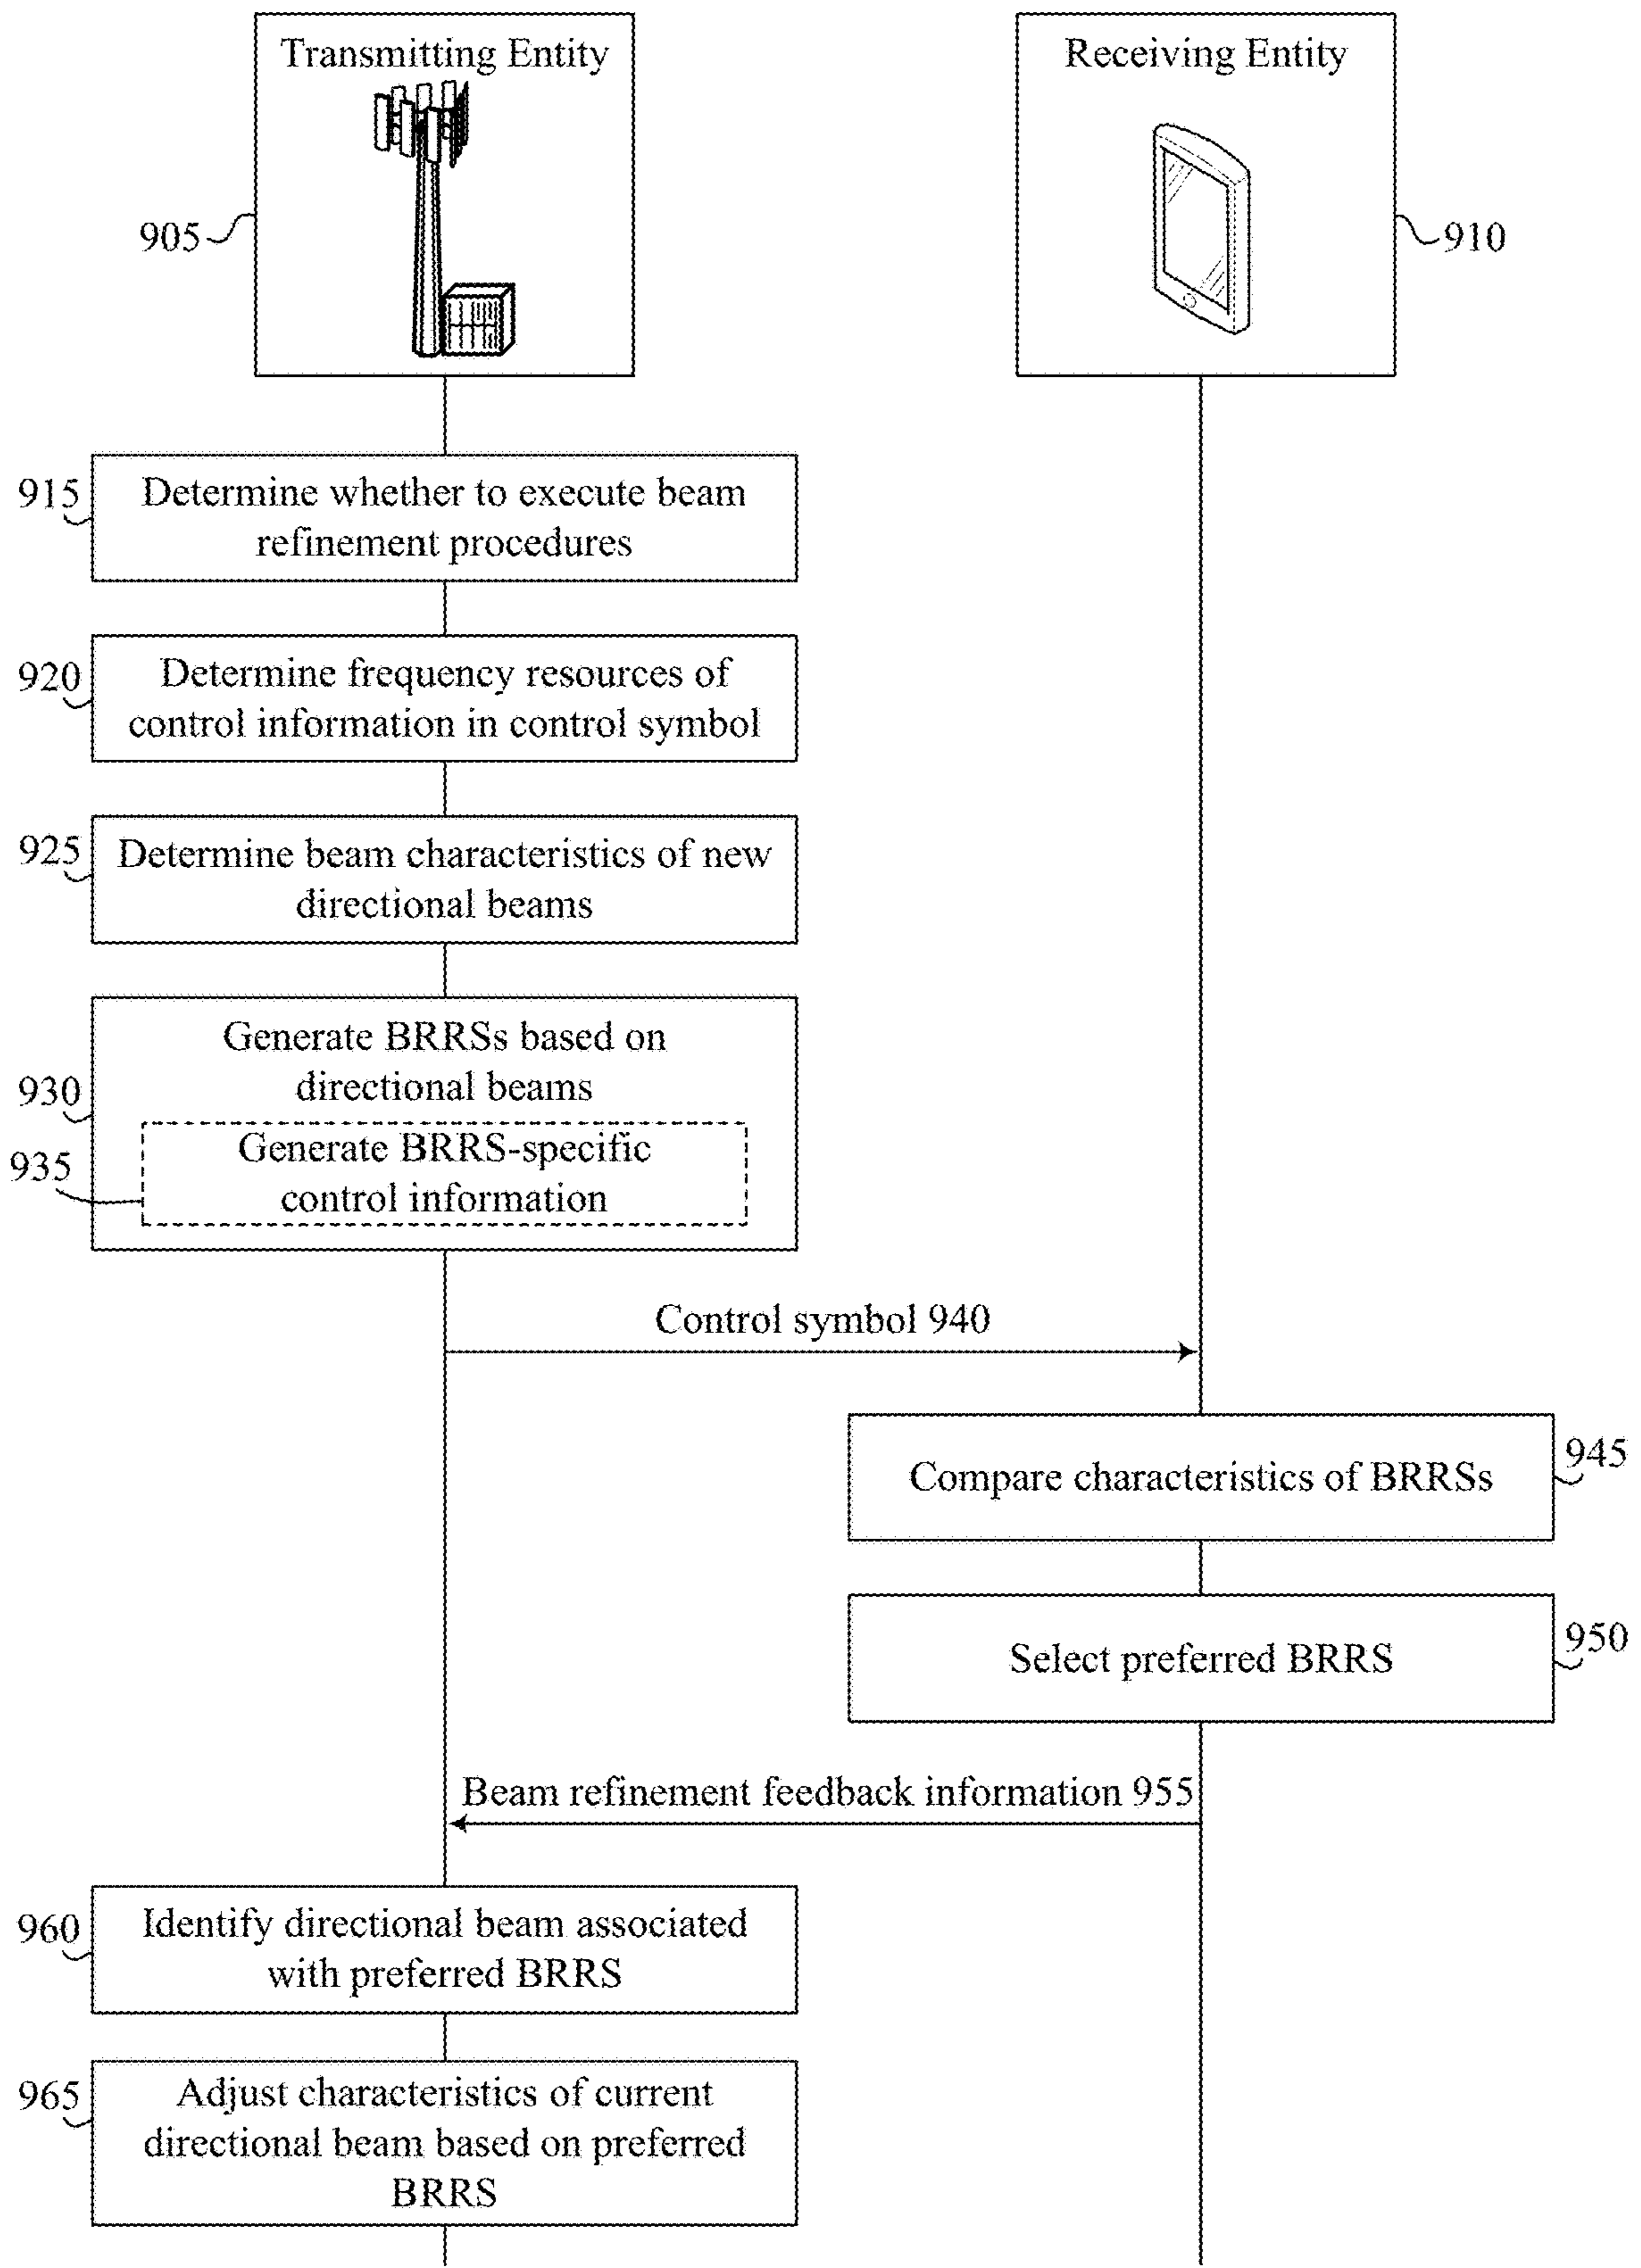 Transmitting Entity
905
Receiving Entity
910
915
Determine whether to execute beam
refinement procedures
920
Determine frequency resources of
control information in control symbol
925
Determine beam characteristics of new
directional beams
930
Generate BRRSs based on
directional beams
935
Generate BRRS-specific
control information
Control symbol 940
Compare characteristics of BRRSs
945
Select preferred BRRS
950
Beam refinement feedback information 955
960
Identify directional beam associated
with preferred BRRS
965
Adjust characteristics of current
directional beam based on preferred
BRRS